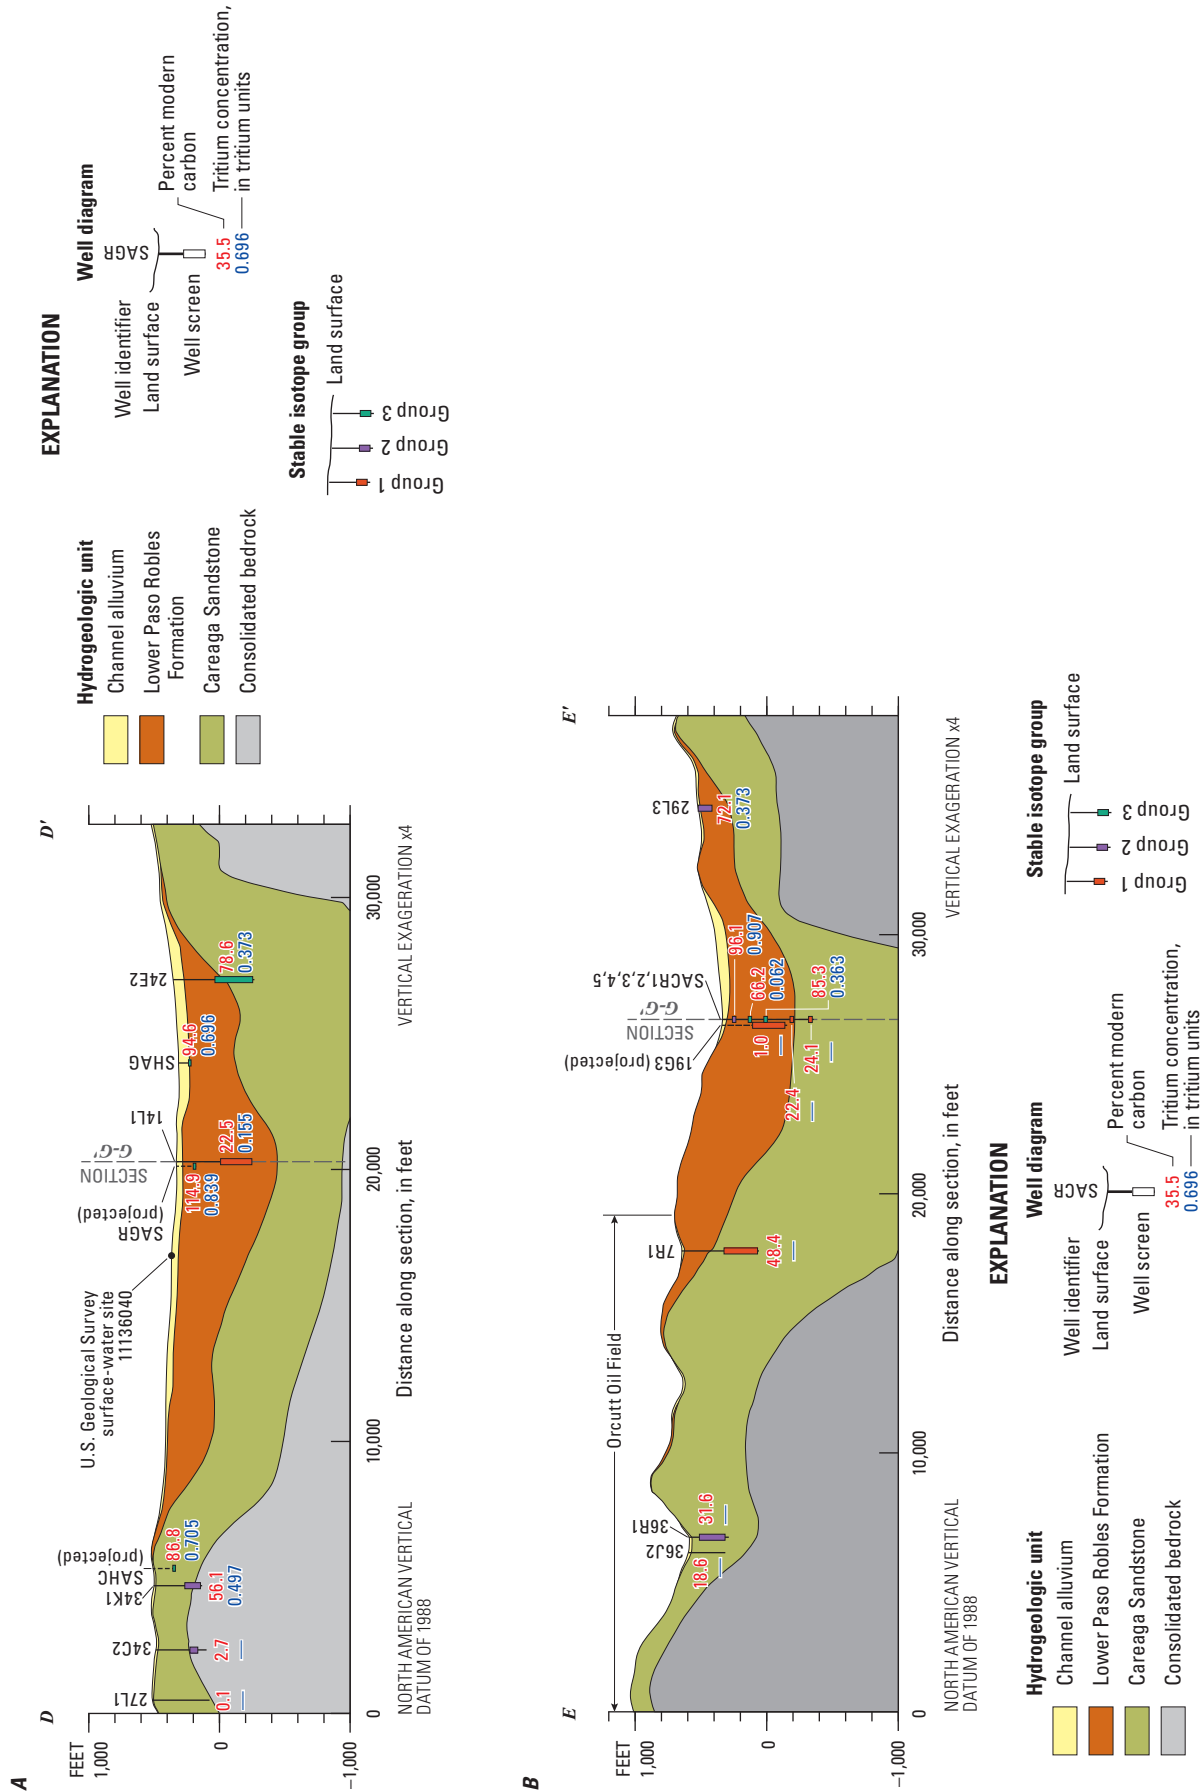 A
D
D′
FEET
1,000
0
–1,000
27L1
34C2
34K1
SAHC
(projected)
U.S. Geological Survey
surface-water site
11136040
SAGR
(projected)
SECTION
G-G′
14L1
SHAG
24E2
0.1
—
2.7
—
56.1
0.497
86.8
0.705
114.9
0.839
22.5
0.155
94.6
0.696
78.6
0.373
0
10,000
20,000
30,000
NORTH AMERICAN VERTICAL
DATUM OF 1988
Distance along section, in feet
VERTICAL EXAGERATION x4
EXPLANATION
Hydrogeologic unit
Channel alluvium
Lower Paso Robles
Formation
Careaga Sandstone
Consolidated bedrock
Well diagram
Well identifier
SAGR
Land surface
Well screen
35.5
0.696
Percent modern
carbon
Tritium concentration,
in tritium units
Stable isotope group
Land surface
Group 1
Group 2
Group 3
B
E
E′
FEET
1,000
0
–1,000
Orcutt Oil Field
36J2
36R1
7R1
19G3 (projected)
SECTION
G-G′
SACR1,2,3,4,5
29L3
18.6
—
31.6
—
48.4
—
1.0
—
22.4
—
24.1
—
96.1
0.907
66.2
0.062
85.3
0.363
72.1
0.373
0
10,000
20,000
30,000
NORTH AMERICAN VERTICAL
DATUM OF 1988
Distance along section, in feet
VERTICAL EXAGERATION x4
EXPLANATION
Hydrogeologic unit
Channel alluvium
Lower Paso Robles Formation
Careaga Sandstone
Consolidated bedrock
Well diagram
Well identifier
SACR
Land surface
Well screen
35.5
0.696
Percent modern
carbon
Tritium concentration,
in tritium units
Stable isotope group
Land surface
Group 1
Group 2
Group 3